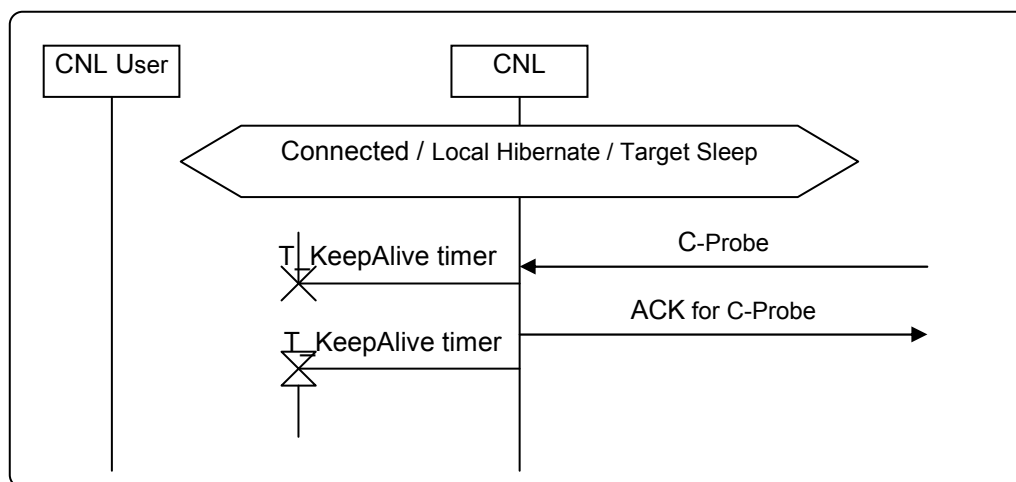 CNL User
CNL
Connected / Local Hibernate / Target Sleep
T_KeepAlive timer
C-Probe
ACK for C-Probe
T_KeepAlive timer